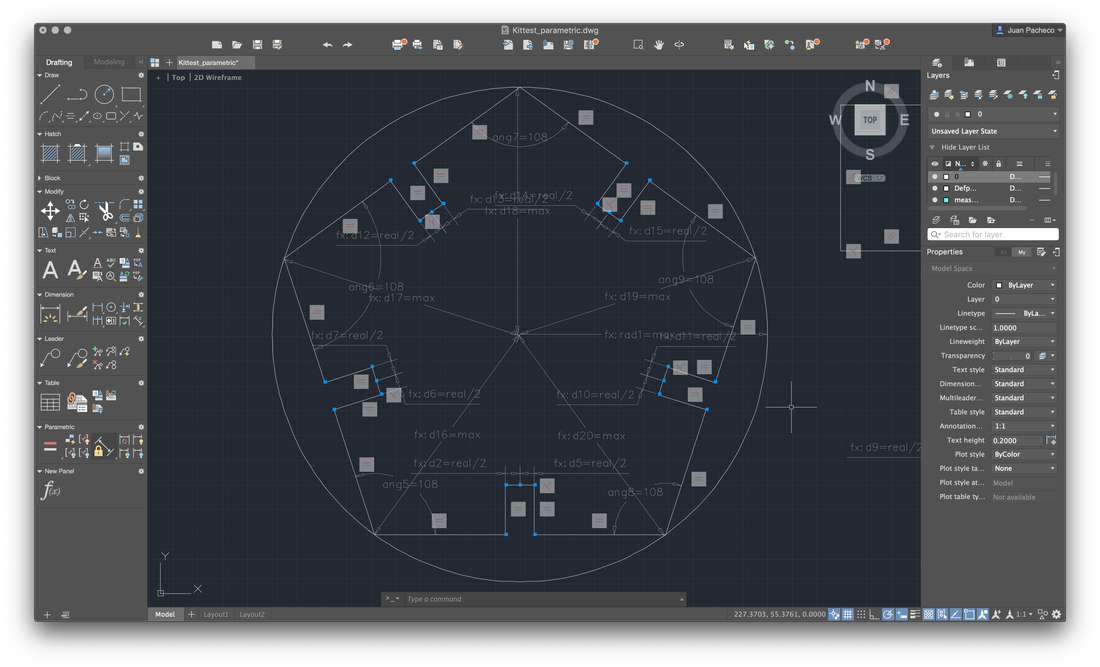 Kittest_parametric.dwg
Juan Pacheco
Drafting
Modeling
Kittest_parametric*
+ | Top | 2D Wireframe
Draw
Hatch
Block
Modify
Text
Dimension
Leader
Table
Parametric
New Panel
f(x)
ang7=108
fx: d14=real/2
fx: d13=real/2
fx: d18=max
fx: d12=real/2
fx: d15=real/2
ang6=108
fx: d17=max
ang9=108
fx: d19=max
fx: d7=real/2
fx: rad1=max
fx: d11=real/2
fx: d6=real/2
fx: d10=real/2
fx: d16=max
fx: d20=max
fx: d9=real/2
fx: d2=real/2
fx: d5=real/2
ang5=108
ang8=108
N
W
TOP
E
S
WCS
Y
X
>_
Type a command
Model
Layout1
Layout2
227.3703, 55.3761, 0.0000
1:1
Layers
0
Unsaved Layer State
Hide Layer List
N...
0 D...
Defp... D...
meas... D...
Search for layer
Properties
All
My
Model Space
Color ByLayer
Layer 0
Linetype ByLa...
Linetype sc... 1.0000
Lineweight ByLayer
Transparency 0
Text style Standard
Dimension... Standard
Multileader... Standard
Table style Standard
Annotation... 1:1
Text height 0.2000
Plot style ByColor
Plot style ta... None
Plot style at... Model
Plot table ty... Not available